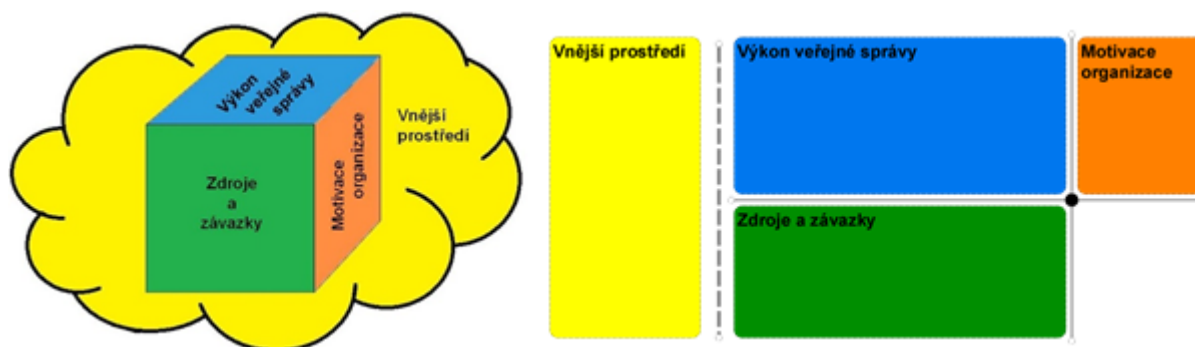 Výkon
veřejné
správy
Vnější
prostředí
Zdroje
a
závazky
Motivace
organizace
Vnější prostředí
Výkon veřejné správy
Motivace
organizace
Zdroje a závazky